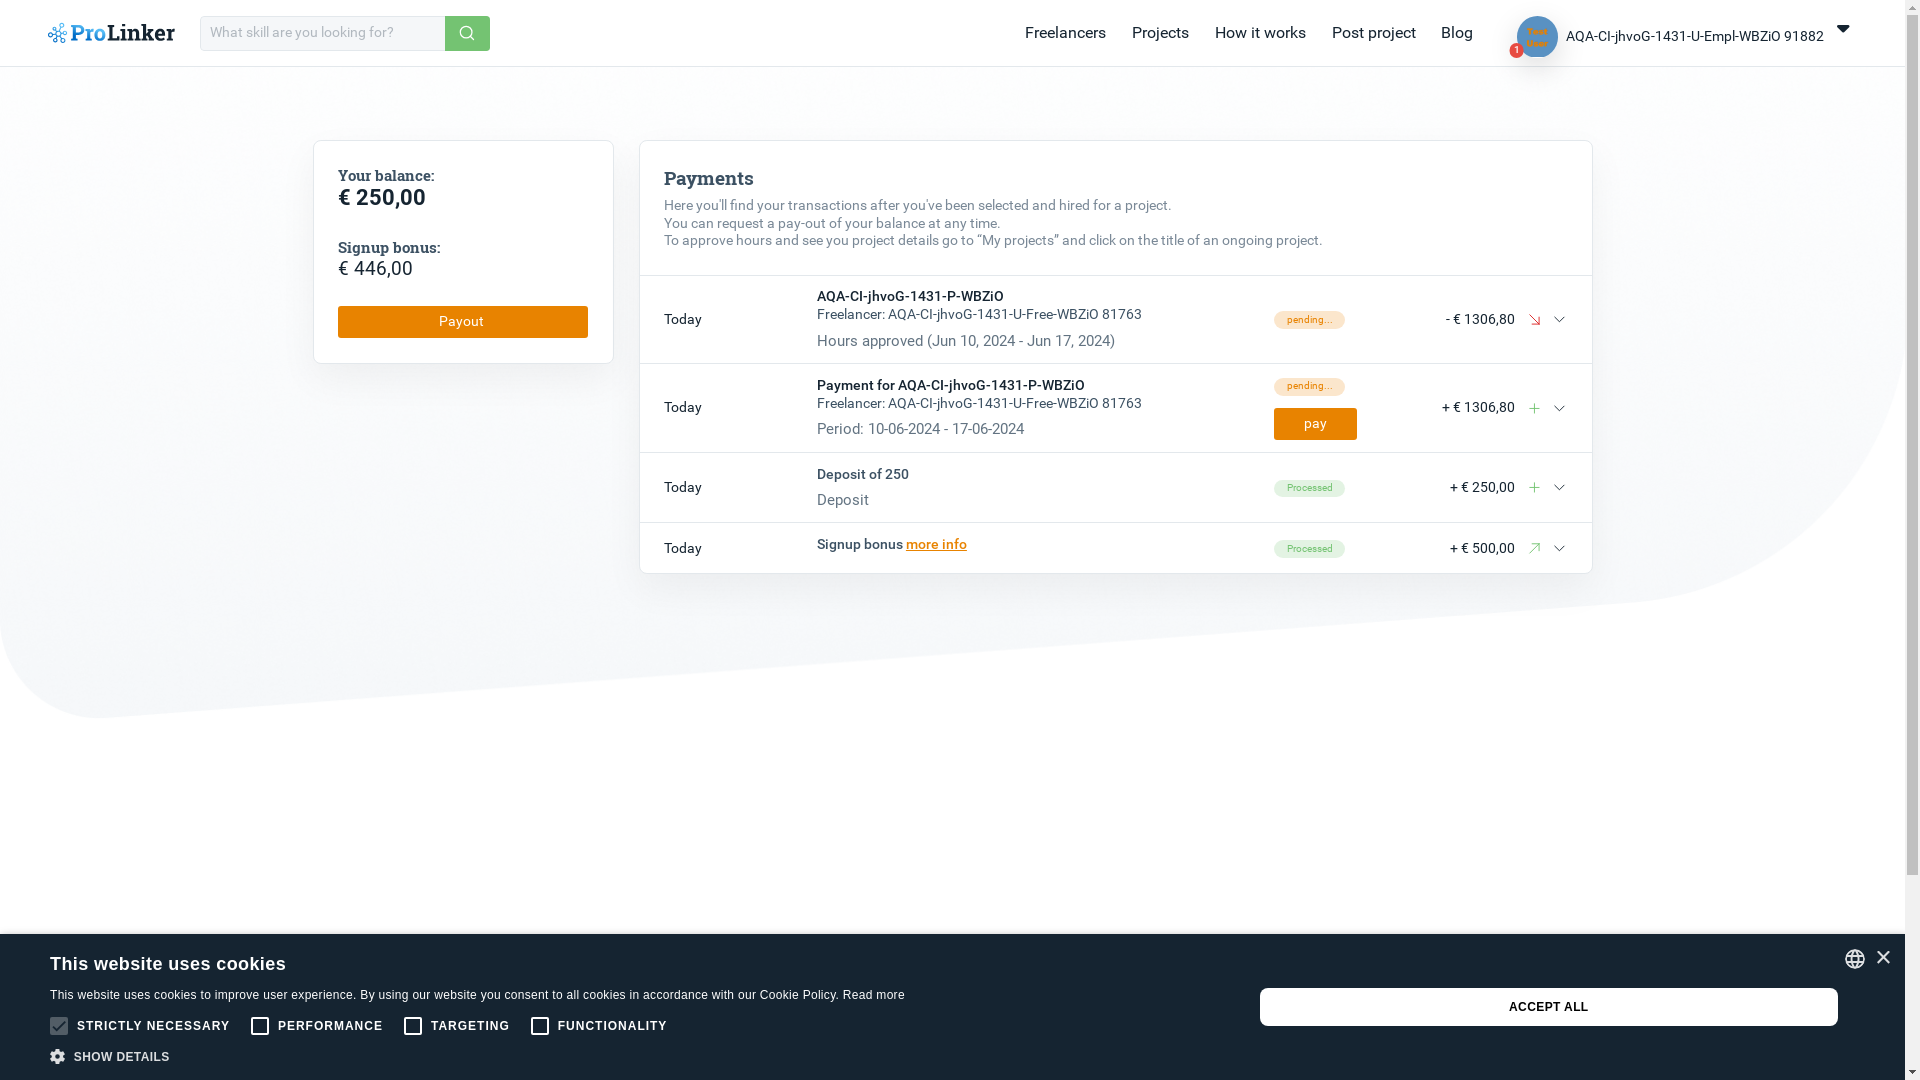 ProLinker
What skill are you looking for?
Freelancers Projects How it works Post project Blog
Test
User
1
AQA-CI-jhvoG-1431-U-Empl-WBZiO 91882
Your balance:
€ 250,00
Signup bonus:
€ 446,00
Payout
Payments
Here you'll find your transactions after you've been selected and hired for a project.
You can request a pay-out of your balance at any time.
To approve hours and see you project details go to “My projects” and click on the title of an ongoing project.
Today
AQA-CI-jhvoG-1431-P-WBZiO
Freelancer: AQA-CI-jhvoG-1431-U-Free-WBZiO 81763
Hours approved (Jun 10, 2024 - Jun 17, 2024)
pending...
- € 1306,80
Today
Payment for AQA-CI-jhvoG-1431-P-WBZiO
Freelancer: AQA-CI-jhvoG-1431-U-Free-WBZiO 81763
Period: 10-06-2024 - 17-06-2024
pending...
pay
+ € 1306,80
Today
Deposit of 250
Deposit
Processed
+ € 250,00
Today
Signup bonus more info
Processed
+ € 500,00
This website uses cookies
This website uses cookies to improve user experience. By using our website you consent to all cookies in accordance with our Cookie Policy. Read more
STRICTLY NECESSARY PERFORMANCE TARGETING FUNCTIONALITY
SHOW DETAILS
ACCEPT ALL